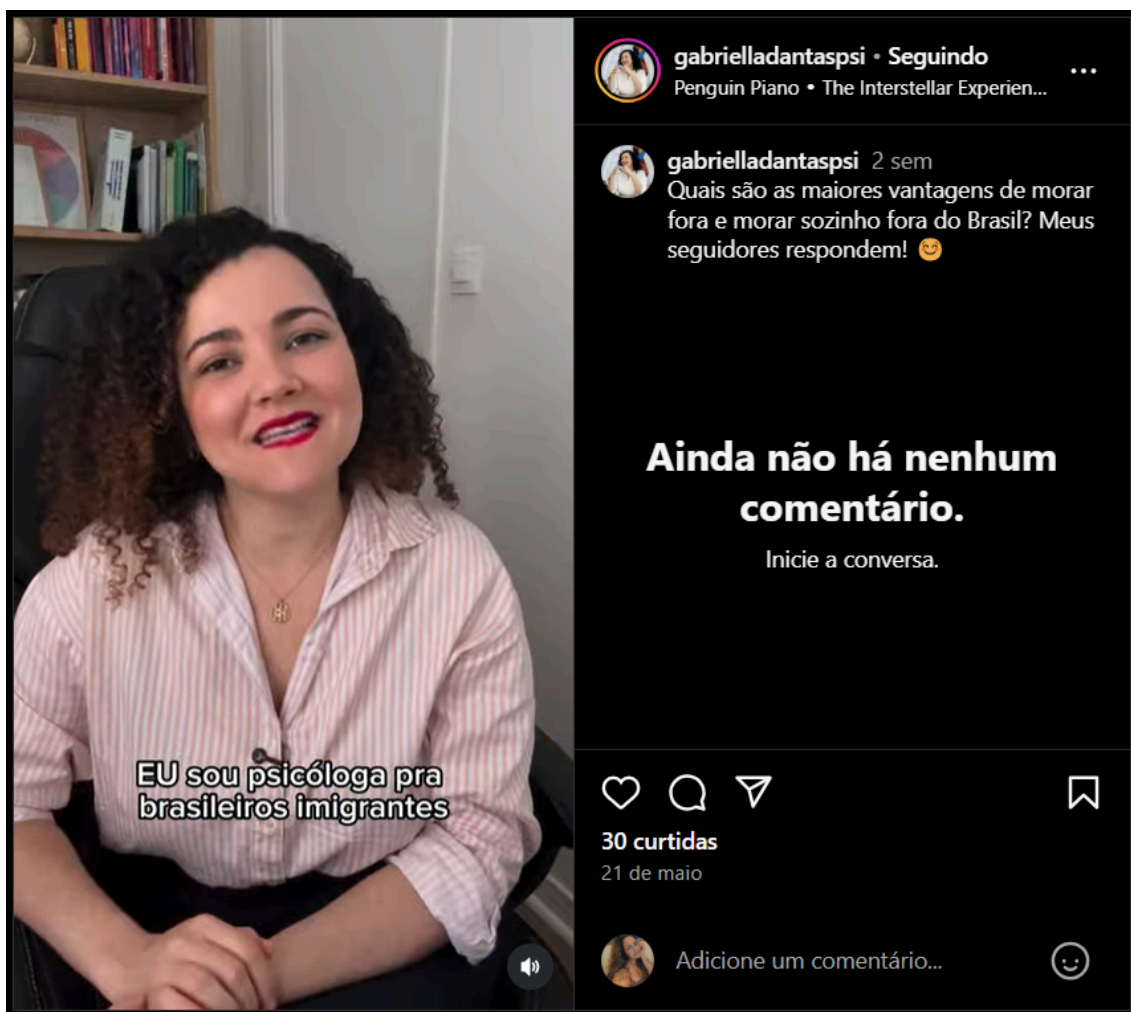 EU sou psicóloga pra
brasileiros imigrantes
gabrielladantaspsi • Seguindo
Penguin Piano • The Interstellar Experien...
gabrielladantaspsi 2 sem
Quais são as maiores vantagens de morar
fora e morar sozinho fora do Brasil? Meus
seguidores respondem! 😊
Ainda não há nenhum
comentário.
Inicie a conversa.
30 curtidas
21 de maio
Adicione um comentário...